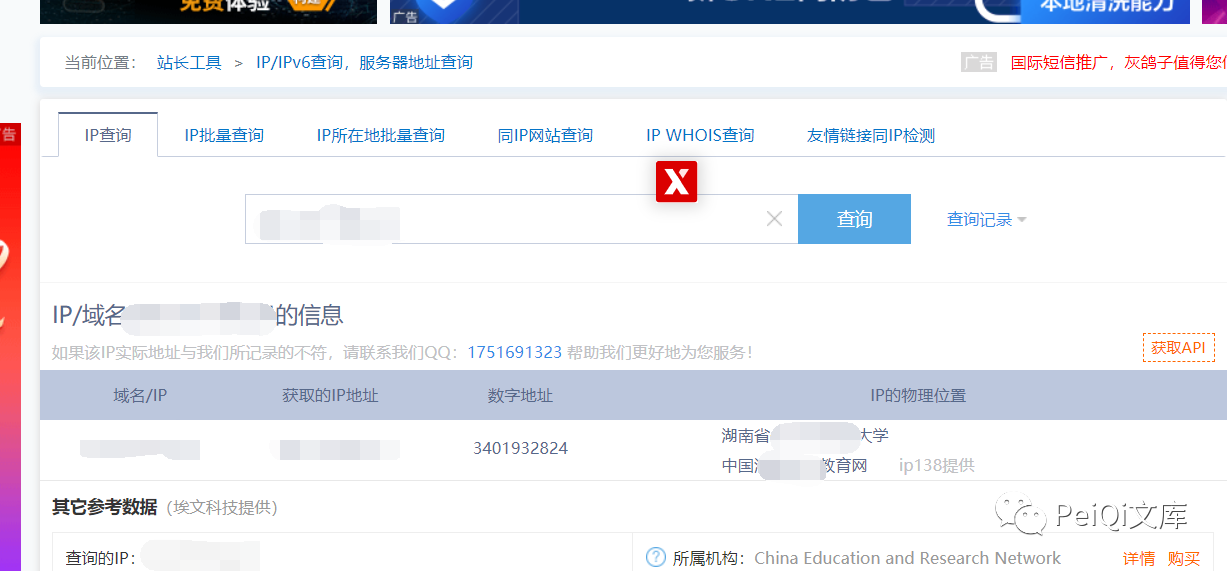 免费体验
广告
本地清洗能力
当前位置： 站长工具 > IP/IPv6查询，服务器地址查询
广告 国际短信推广，灰鸽子值得您
告
IP查询 IP批量查询 IP所在地批量查询 同IP网站查询 IP WHOIS查询 友情链接同IP检测
X
查询 查询记录
IP/域名 的信息
如果该IP实际地址与我们所记录的不符，请联系我们QQ：1751691323 帮助我们更好地为您服务！
获取API
域名/IP 获取的IP地址 数字地址 IP的物理位置
3401932824 湖南省 大学
中国 教育网 ip138提供
其它参考数据（埃文科技提供）
PeiQi文库
查询的IP： ? 所属机构： China Education and Research Network 详情 购买